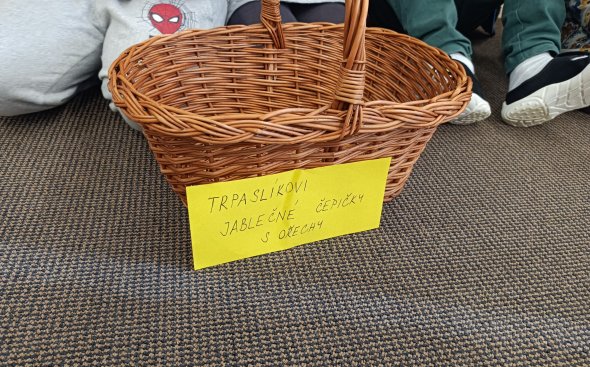 TRPASLÍKOVI
JABLEČNÉ ČEPIČKY
S OŘECHY